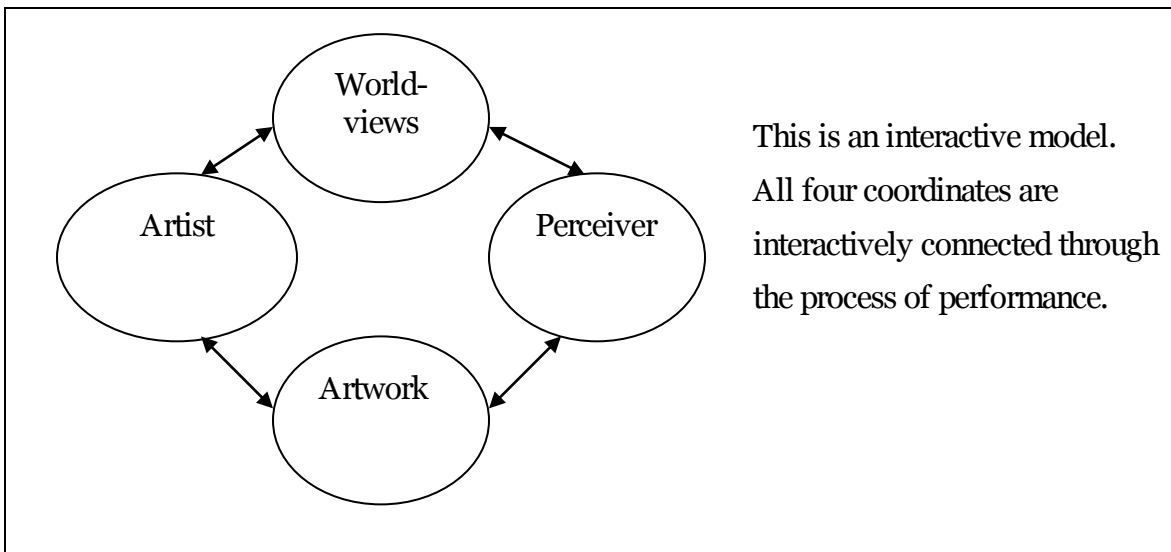 World-
views
Artist
Perceiver
Artwork
This is an interactive model.
All four coordinates are
interactively connected through
the process of performance.